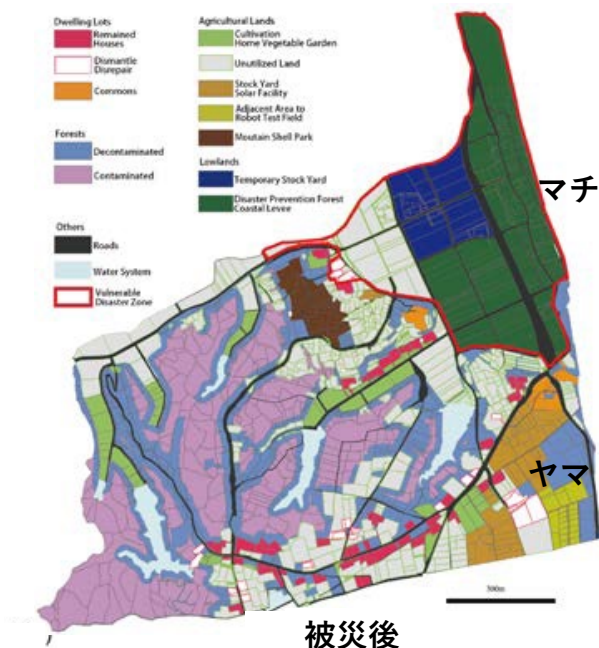 Dwelling Lots
Remained
Houses
Dismantle
Disrepair
Commons
Forests
Decontaminated
Contaminated
Others
Roads
Water System
Vulnerable
Disaster Zone
Agricultural Lands
Cultivation
Home Vegetable Garden
Unutilized Land
Stock Yard
Solar Facility
Adjacent Area to
Robot Test Field
Moutain Shell Park
Lowlands
Temporary Stock Yard
Disaster Prevention Forest
Coastal Levee
マチ
ヤマ
500m
被災後